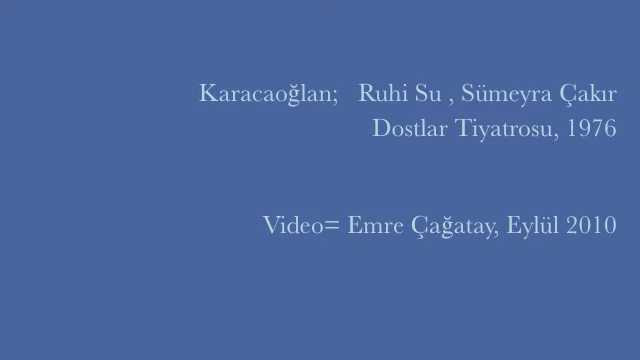 Karacaoğlan; Ruhi Su , Sümeyra Çakır
Dostlar Tiyatrosu, 1976
Video= Emre Çağatay, Eylül 2010